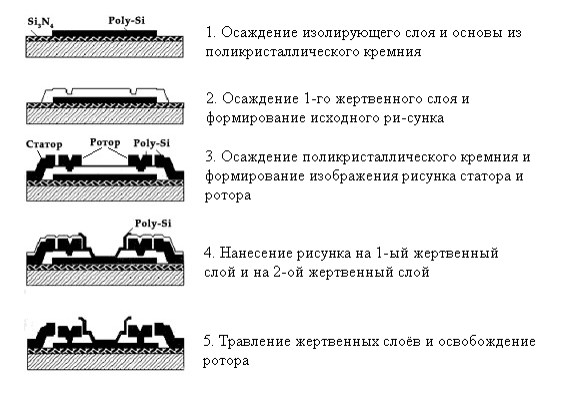 Si3N4 Poly-Si
1. Осаждение изолирующего слоя и основы из
поликристаллического кремния
2. Осаждение 1-го жертвенного слоя и
формирование исходного ри-сунка
Статор Ротор Poly-Si
3. Осаждение поликристаллического кремния и
формирование изображения рисунка статора и
ротора
Poly-Si
4. Нанесение рисунка на 1-ый жертвенный
слой и на 2-ой жертвенный слой
5. Травление жертвенных слоёв и освобождение
ротора